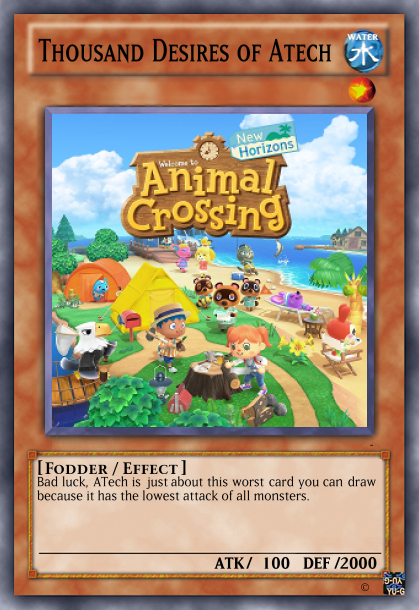 Thousand Desires of Atech
WATER
水
New
Horizons
Welcome to
Animal
Crossing
[Fodder / Effect]
Bad luck, ATech is just about this worst card you can draw
because it has the lowest attack of all monsters.
ATK/ 100 DEF/2000
©
YU-G
YU-G